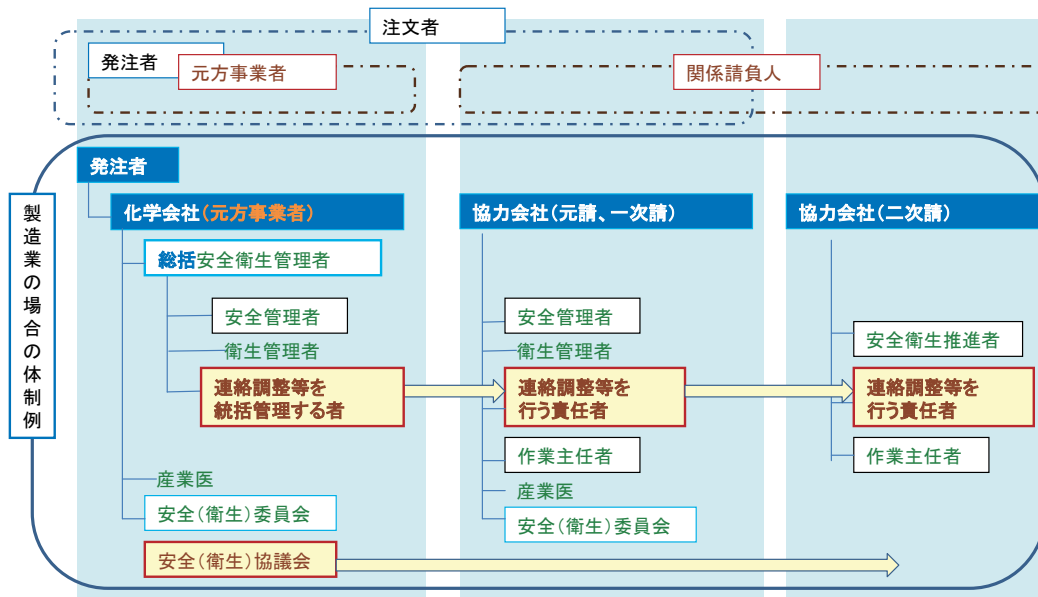 注文者
発注者
元方事業者
関係請負人
製造業の場合の体制例
発注者
化学会社(元方事業者)
総括安全衛生管理者
安全管理者
衛生管理者
連絡調整等を
統括管理する者
産業医
安全(衛生)委員会
安全(衛生)協議会
協力会社(元請、一次請)
安全管理者
衛生管理者
連絡調整等を
行う責任者
作業主任者
産業医
安全(衛生)委員会
協力会社(二次請)
安全衛生推進者
連絡調整等を
行う責任者
作業主任者